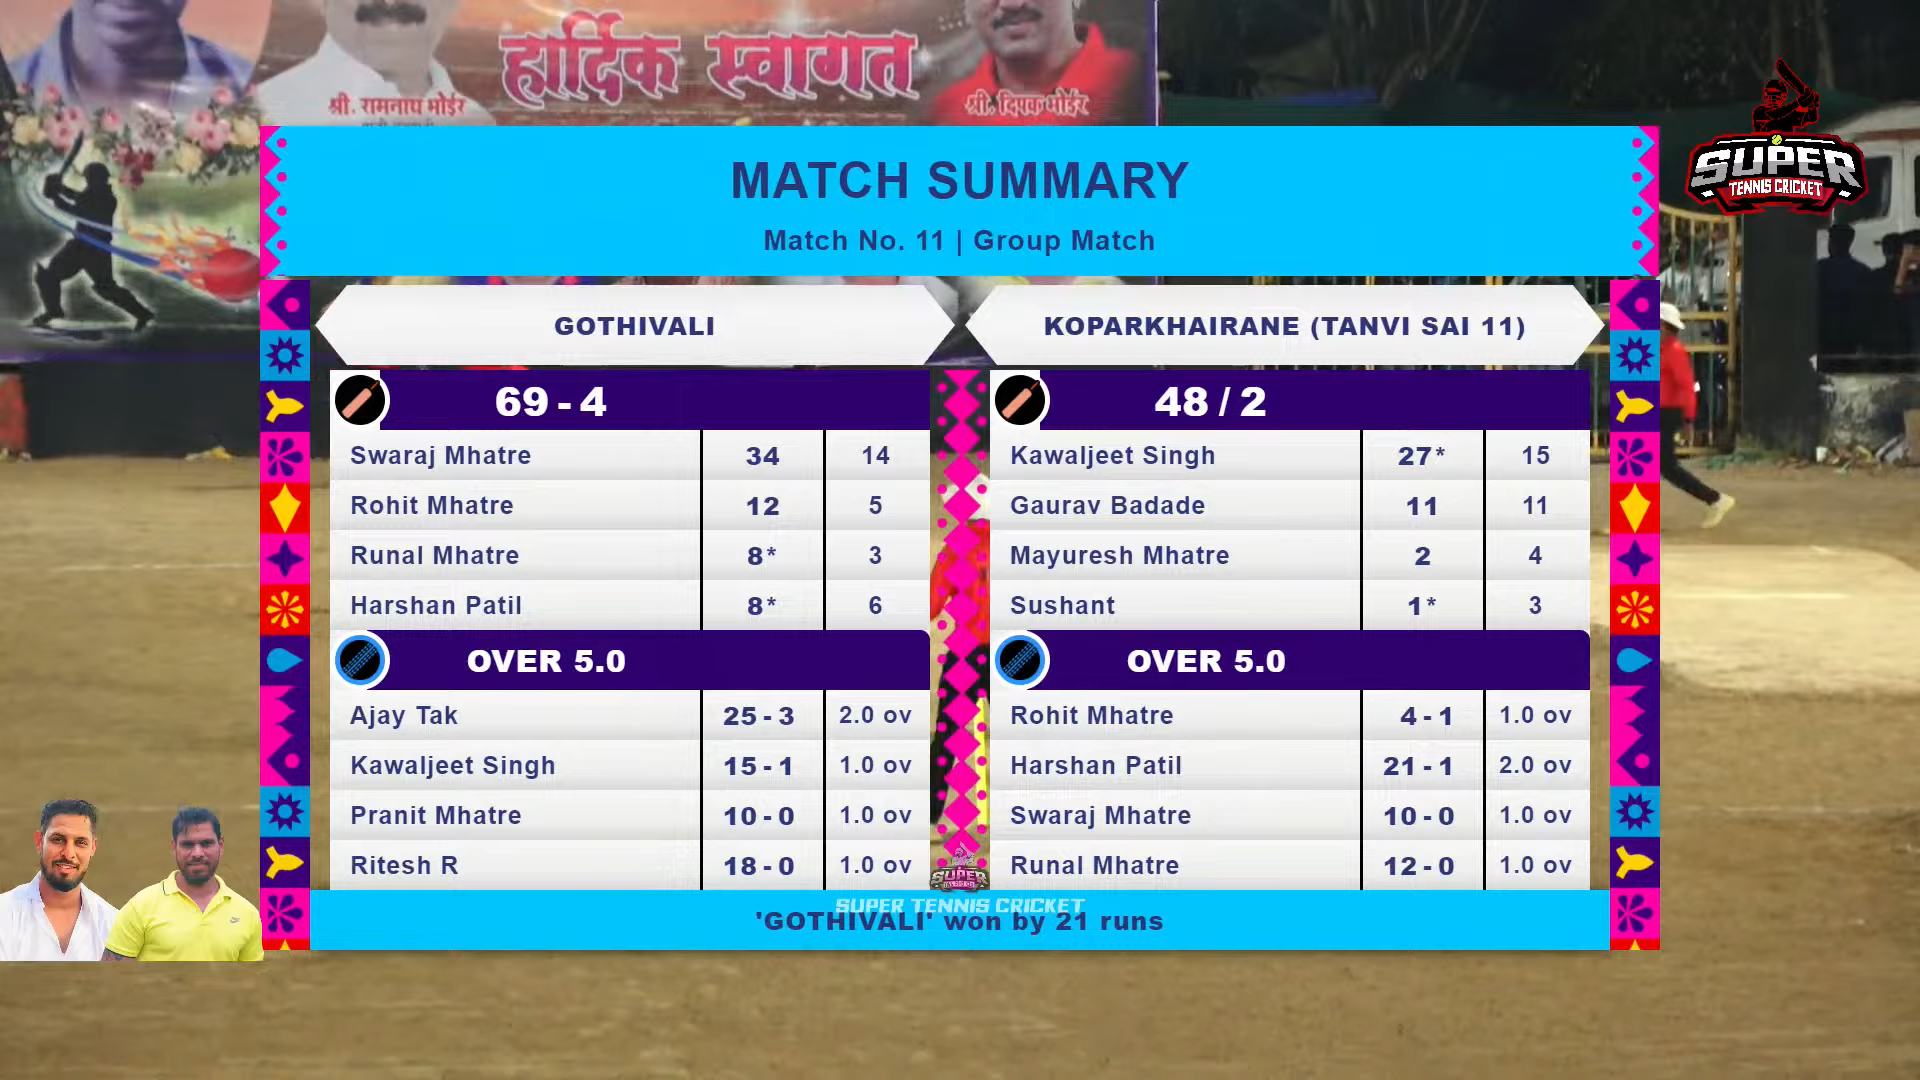 हार्दिक स्वागत
श्री. रामनाथ भोईर
श्री. दिपक भोईर
SUPER
TENNIS CRICKET
MATCH SUMMARY
Match No. 11 | Group Match
GOTHIVALI
69 - 4
Swaraj Mhatre 34 14
Rohit Mhatre 12 5
Runal Mhatre 8* 3
Harshan Patil 8* 6
OVER 5.0
Ajay Tak 25 - 3 2.0 ov
Kawaljeet Singh 15 - 1 1.0 ov
Pranit Mhatre 10 - 0 1.0 ov
Ritesh R 18 - 0 1.0 ov
KOPARKHAIRANE (TANVI SAI 11)
48 / 2
Kawaljeet Singh 27* 15
Gaurav Badade 11 11
Mayuresh Mhatre 2 4
Sushant 1* 3
OVER 5.0
Rohit Mhatre 4 - 1 1.0 ov
Harshan Patil 21 - 1 2.0 ov
Swaraj Mhatre 10 - 0 1.0 ov
Runal Mhatre 12 - 0 1.0 ov
SUPER
SUPER TENNIS CRICKET
'GOTHIVALI' won by 21 runs